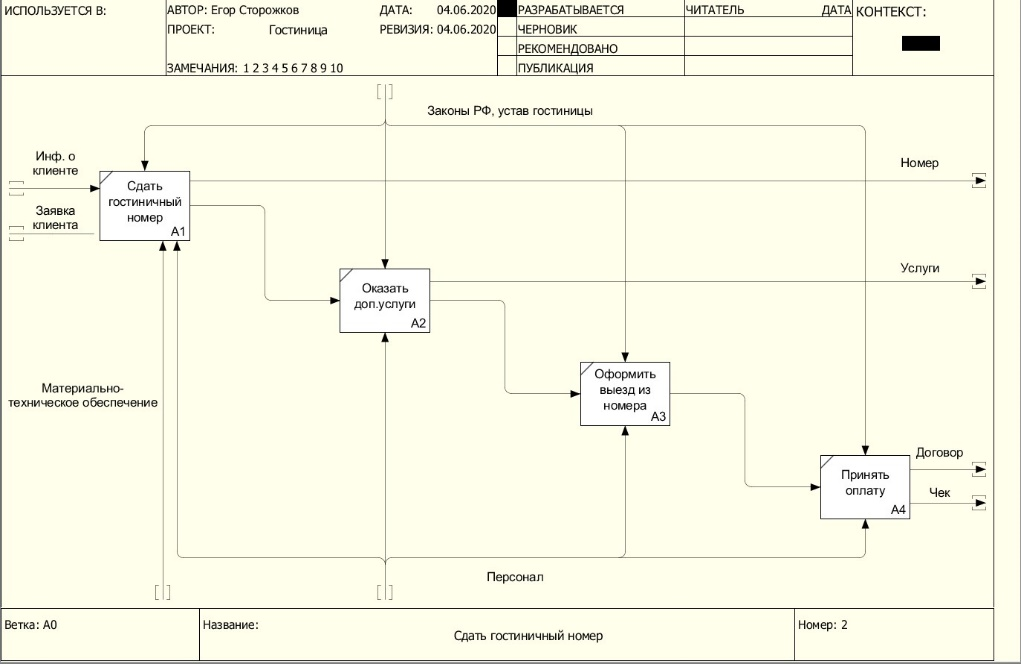 ИСПОЛЬЗУЕТСЯ В:
АВТОР: Егор Сторожков
ДАТА: 04.06.2020
РАЗРАБАТЫВАЕТСЯ
ЧИТАТЕЛЬ
ДАТА
КОНТЕКСТ:
ПРОЕКТ: Гостиница
РЕВИЗИЯ: 04.06.2020
ЧЕРНОВИК
РЕКОМЕНДОВАНО
ЗАМЕЧАНИЯ: 1 2 3 4 5 6 7 8 9 10
ПУБЛИКАЦИЯ
Законы РФ, устав гостиницы
Инф. о
клиенте
Номер
Сдать
гостиничный
номер
A1
Заявка
клиента
Услуги
Оказать
доп.услуги
A2
Оформить
выезд из
номера
A3
Материально-
техническое обеспечение
Договор
Принять
оплату
A4
Чек
Персонал
Ветка: A0
Название:
Сдать гостиничный номер
Номер: 2